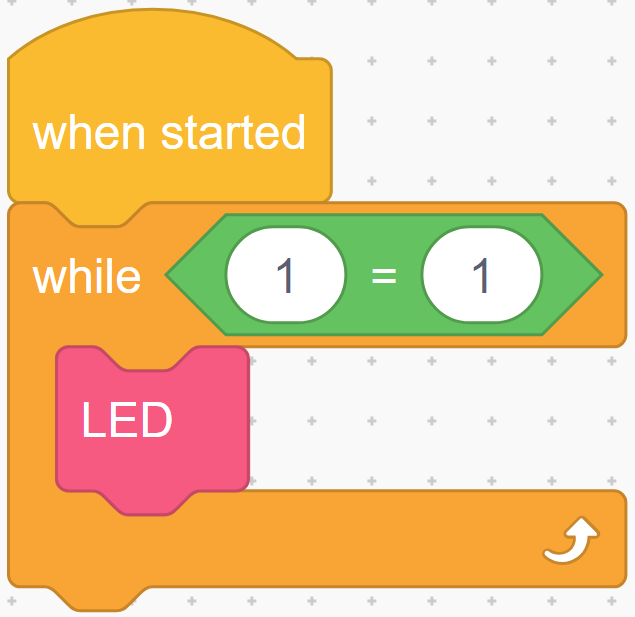 when started
while 1 = 1
LED